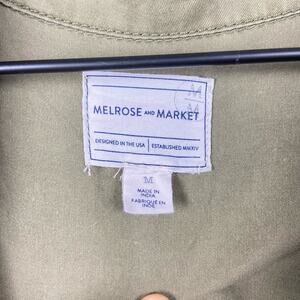 M
M
MELROSE AND MARKET
DESIGNED IN THE USA | ESTABLISHED MMXIV
M
MADE IN
INDIA
FABRIQUÉ EN
INDE